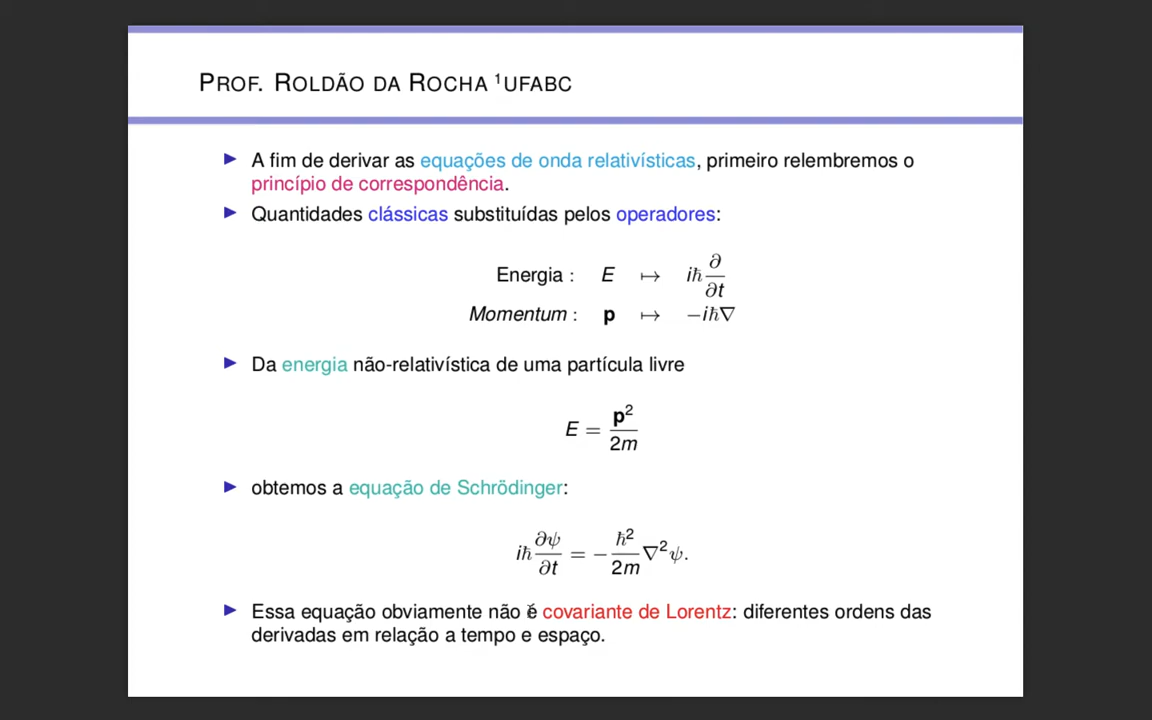 PROF. ROLDÃO DA ROCHA ¹UFABC
▶ A fim de derivar as equações de onda relativísticas, primeiro relembremos o
princípio de correspondência.
▶ Quantidades clássicas substituídas pelos operadores:
Energia : E ↦ iħ ∂/∂t
Momentum : p ↦ −iħ∇
▶ Da energia não-relativística de uma partícula livre
E = p²/2m
▶ obtemos a equação de Schrödinger:
iħ ∂ψ/∂t = − ħ²/2m ∇²ψ.
▶ Essa equação obviamente não é covariante de Lorentz: diferentes ordens das
derivadas em relação a tempo e espaço.